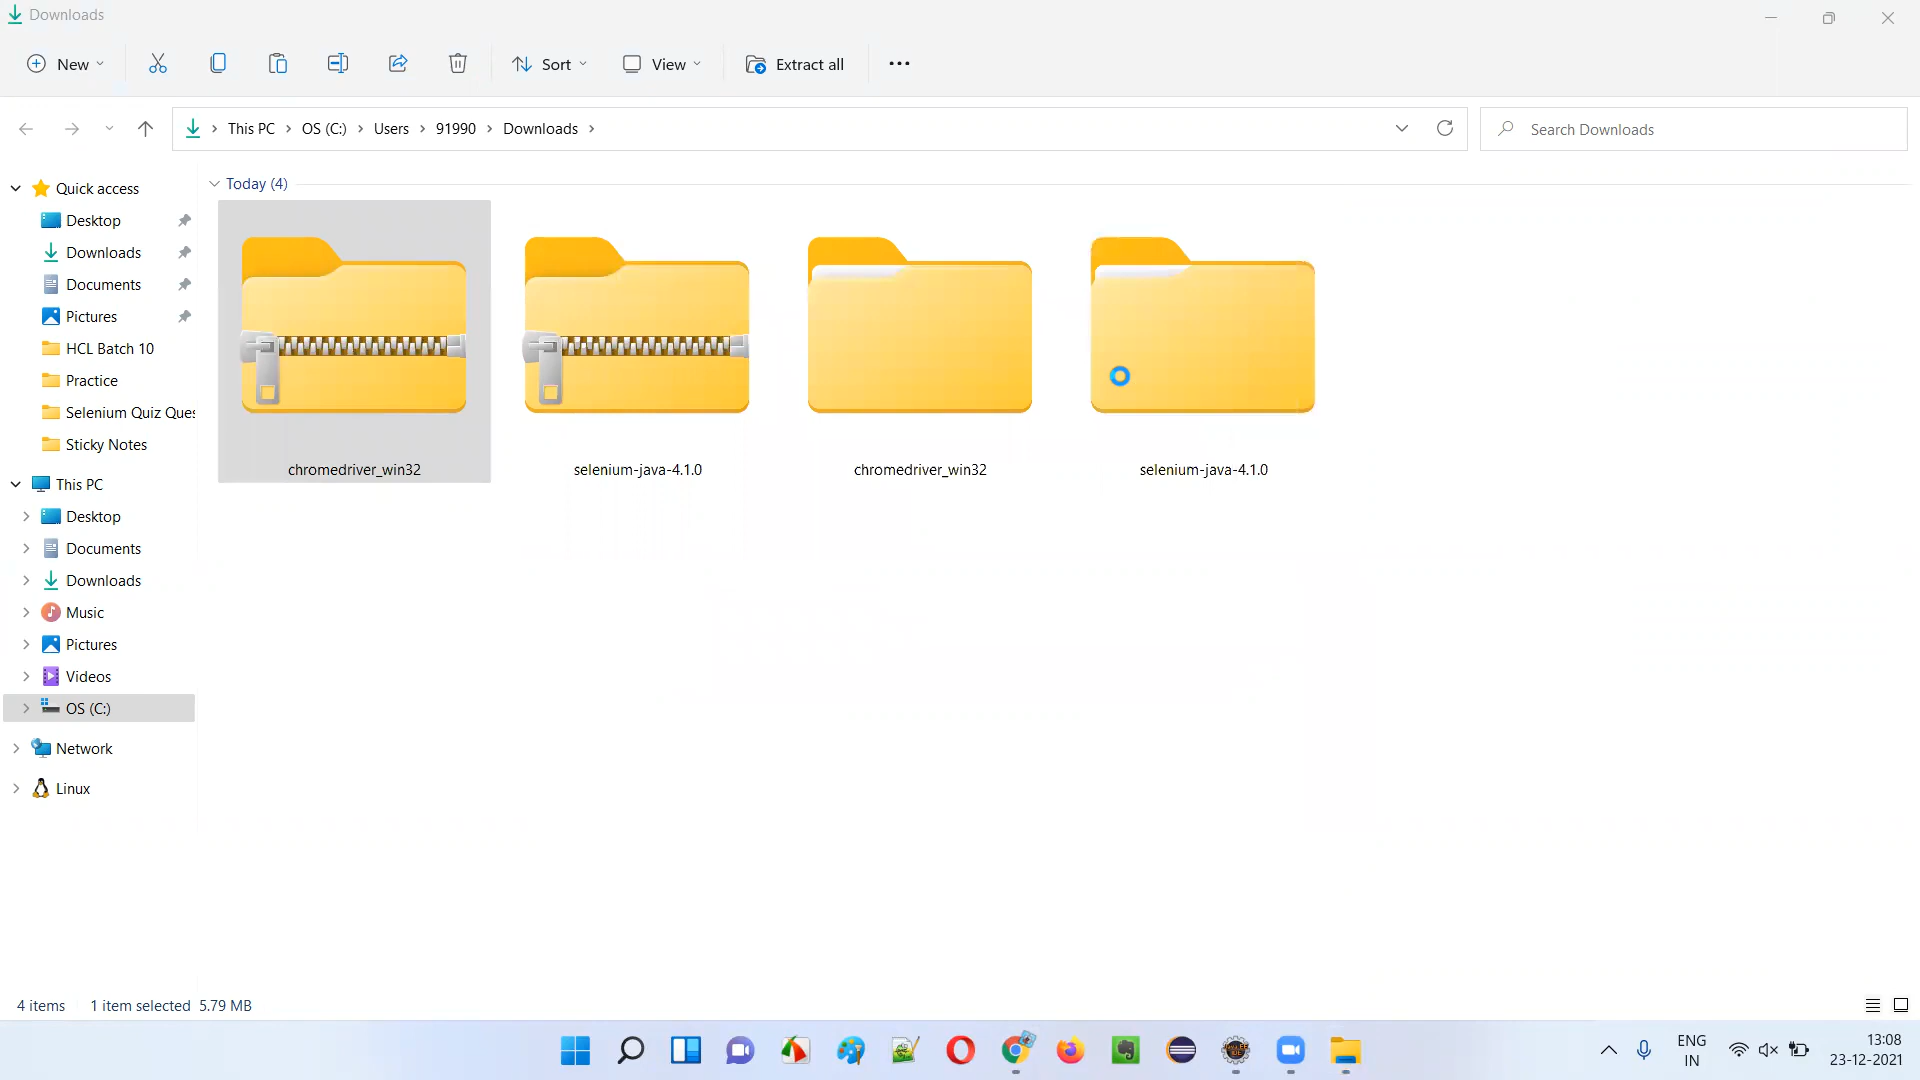 Downloads
New
Sort
View
Extract all
This PC
OS (C:)
Users
91990
Downloads
Search Downloads
Quick access
Desktop
Downloads
Documents
Pictures
HCL Batch 10
Practice
Selenium Quiz Ques
Sticky Notes
This PC
Desktop
Documents
Downloads
Music
Pictures
Videos
OS (C:)
Network
Linux
Today (4)
chromedriver_win32
selenium-java-4.1.0
chromedriver_win32
selenium-java-4.1.0
4 items
1 item selected 5.79 MB
ENG
IN
13:08
23-12-2021